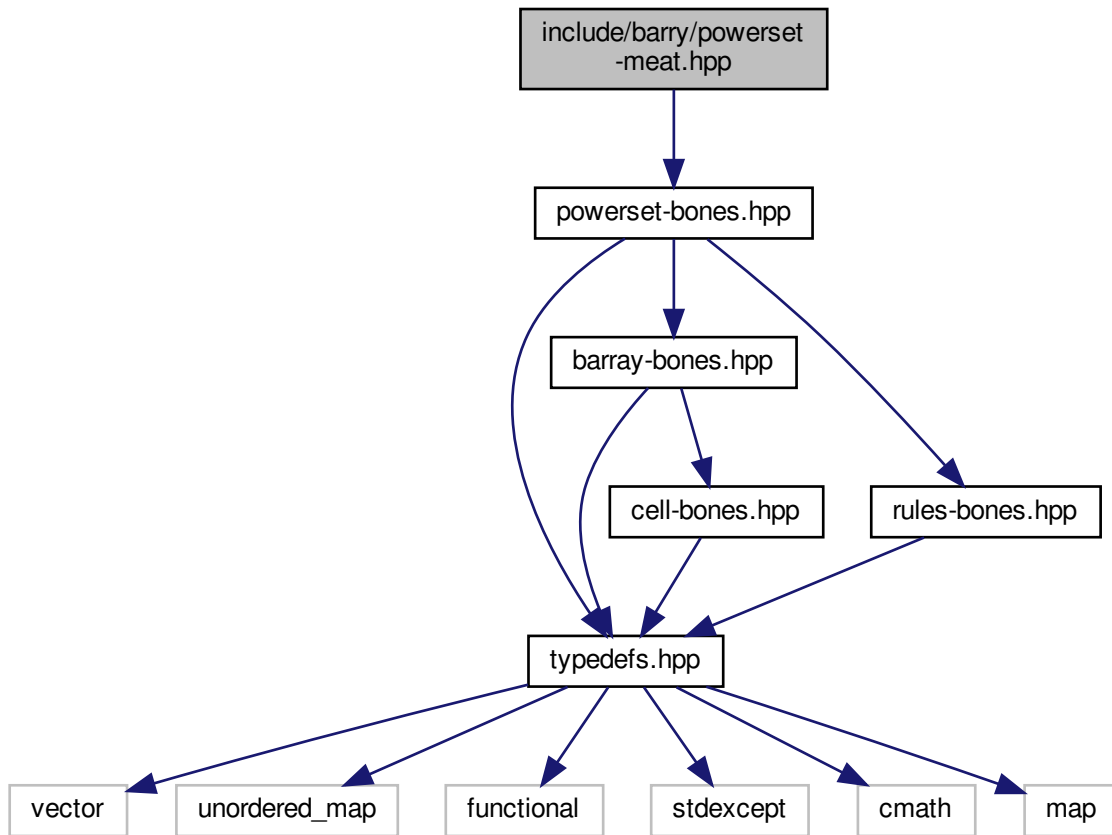 include/barry/powerset
-meat.hpp
powerset-bones.hpp
barray-bones.hpp
cell-bones.hpp
rules-bones.hpp
typedefs.hpp
vector
unordered_map
functional
stdexcept
cmath
map